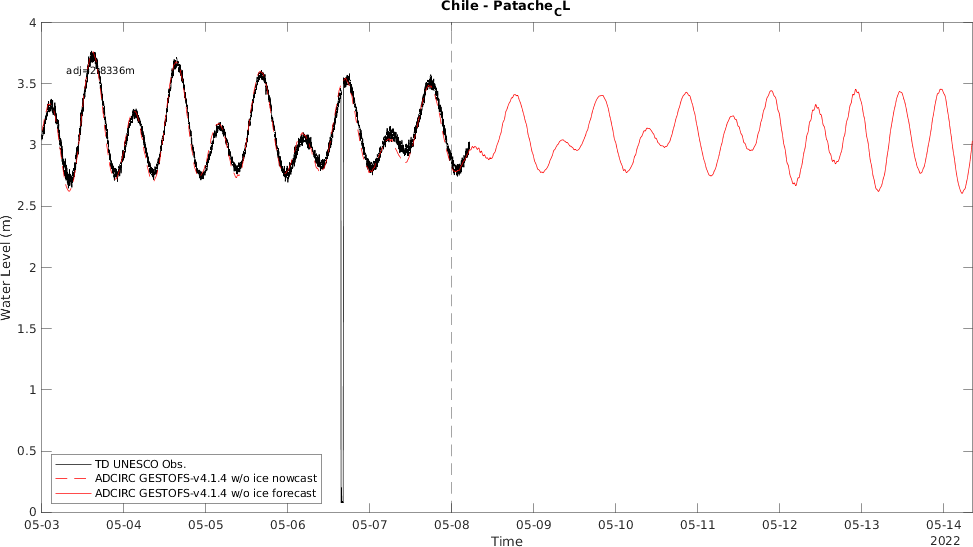 Chile - Patache_CL
4
3.5
3
2.5
2
1.5
1
0.5
0
Water Level (m)
adj=2.8336m
TD UNESCO Obs.
ADCIRC GESTOFS-v4.1.4 w/o ice nowcast
ADCIRC GESTOFS-v4.1.4 w/o ice forecast
05-03 05-04 05-05 05-06 05-07 05-08 05-09 05-10 05-11 05-12 05-13 05-14
Time
2022